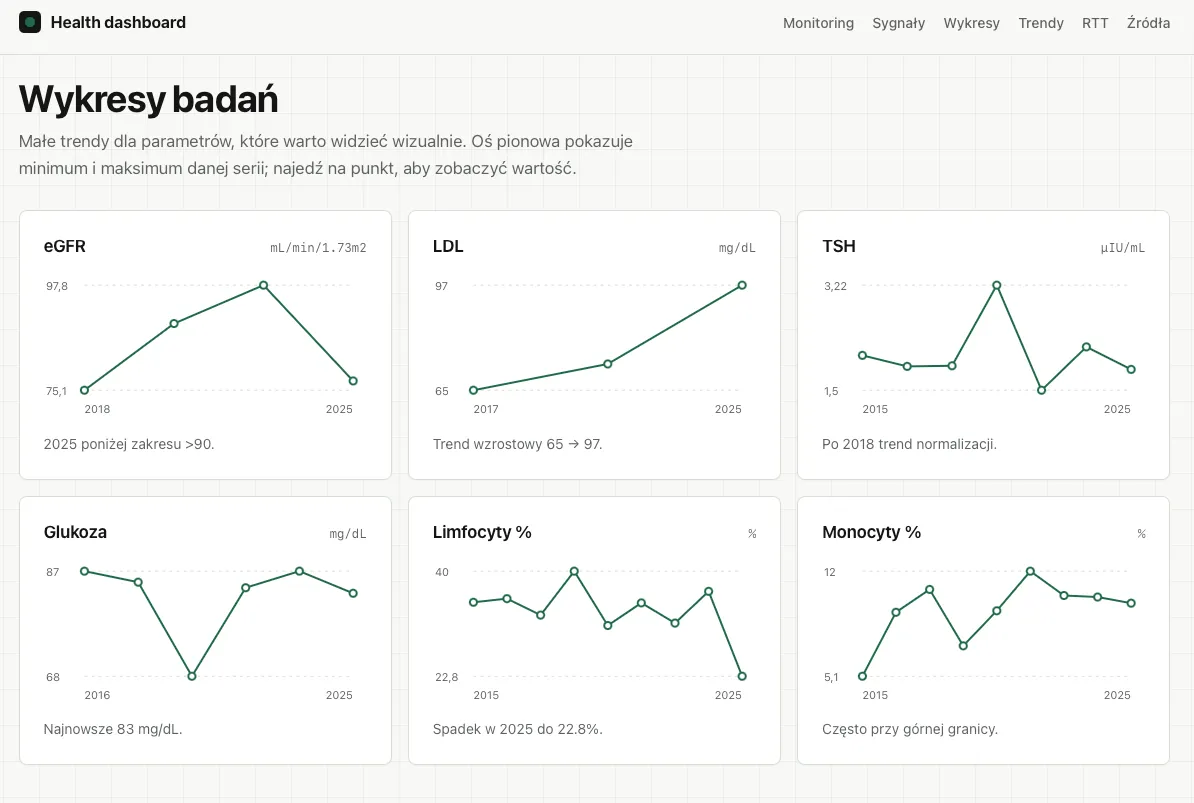 Health dashboard
Monitoring Sygnały Wykresy Trendy RTT Źródła
Wykresy badań
Małe trendy dla parametrów, które warto widzieć wizualnie. Oś pionowa pokazuje
minimum i maksimum danej serii; najedź na punkt, aby zobaczyć wartość.
eGFR mL/min/1.73m2
97,8
75,1
2018 2025
2025 poniżej zakresu >90.
LDL mg/dL
97
65
2017 2025
Trend wzrostowy 65 → 97.
TSH µIU/mL
3,22
1,5
2015 2025
Po 2018 trend normalizacji.
Glukoza mg/dL
87
68
2016 2025
Najnowsze 83 mg/dL.
Limfocyty % %
40
22,8
2015 2025
Spadek w 2025 do 22.8%.
Monocyty % %
12
5,1
2015 2025
Często przy górnej granicy.